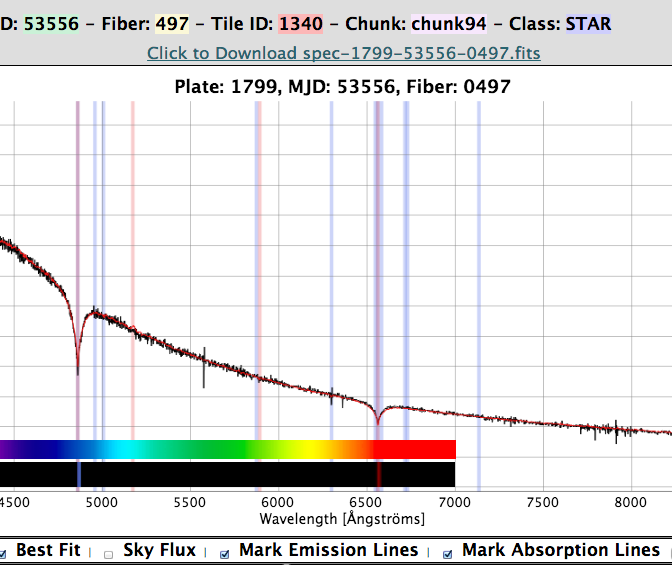 D: 53556 – Fiber: 497 – Tile ID: 1340 – Chunk: chunk94 – Class: STAR
Click to Download spec-1799-53556-0497.fits
Plate: 1799, MJD: 53556, Fiber: 0497
4500 5000 5500 6000 6500 7000 7500 8000
Wavelength [Ångströms]
Best Fit | Sky Flux | Mark Emission Lines | Mark Absorption Lines